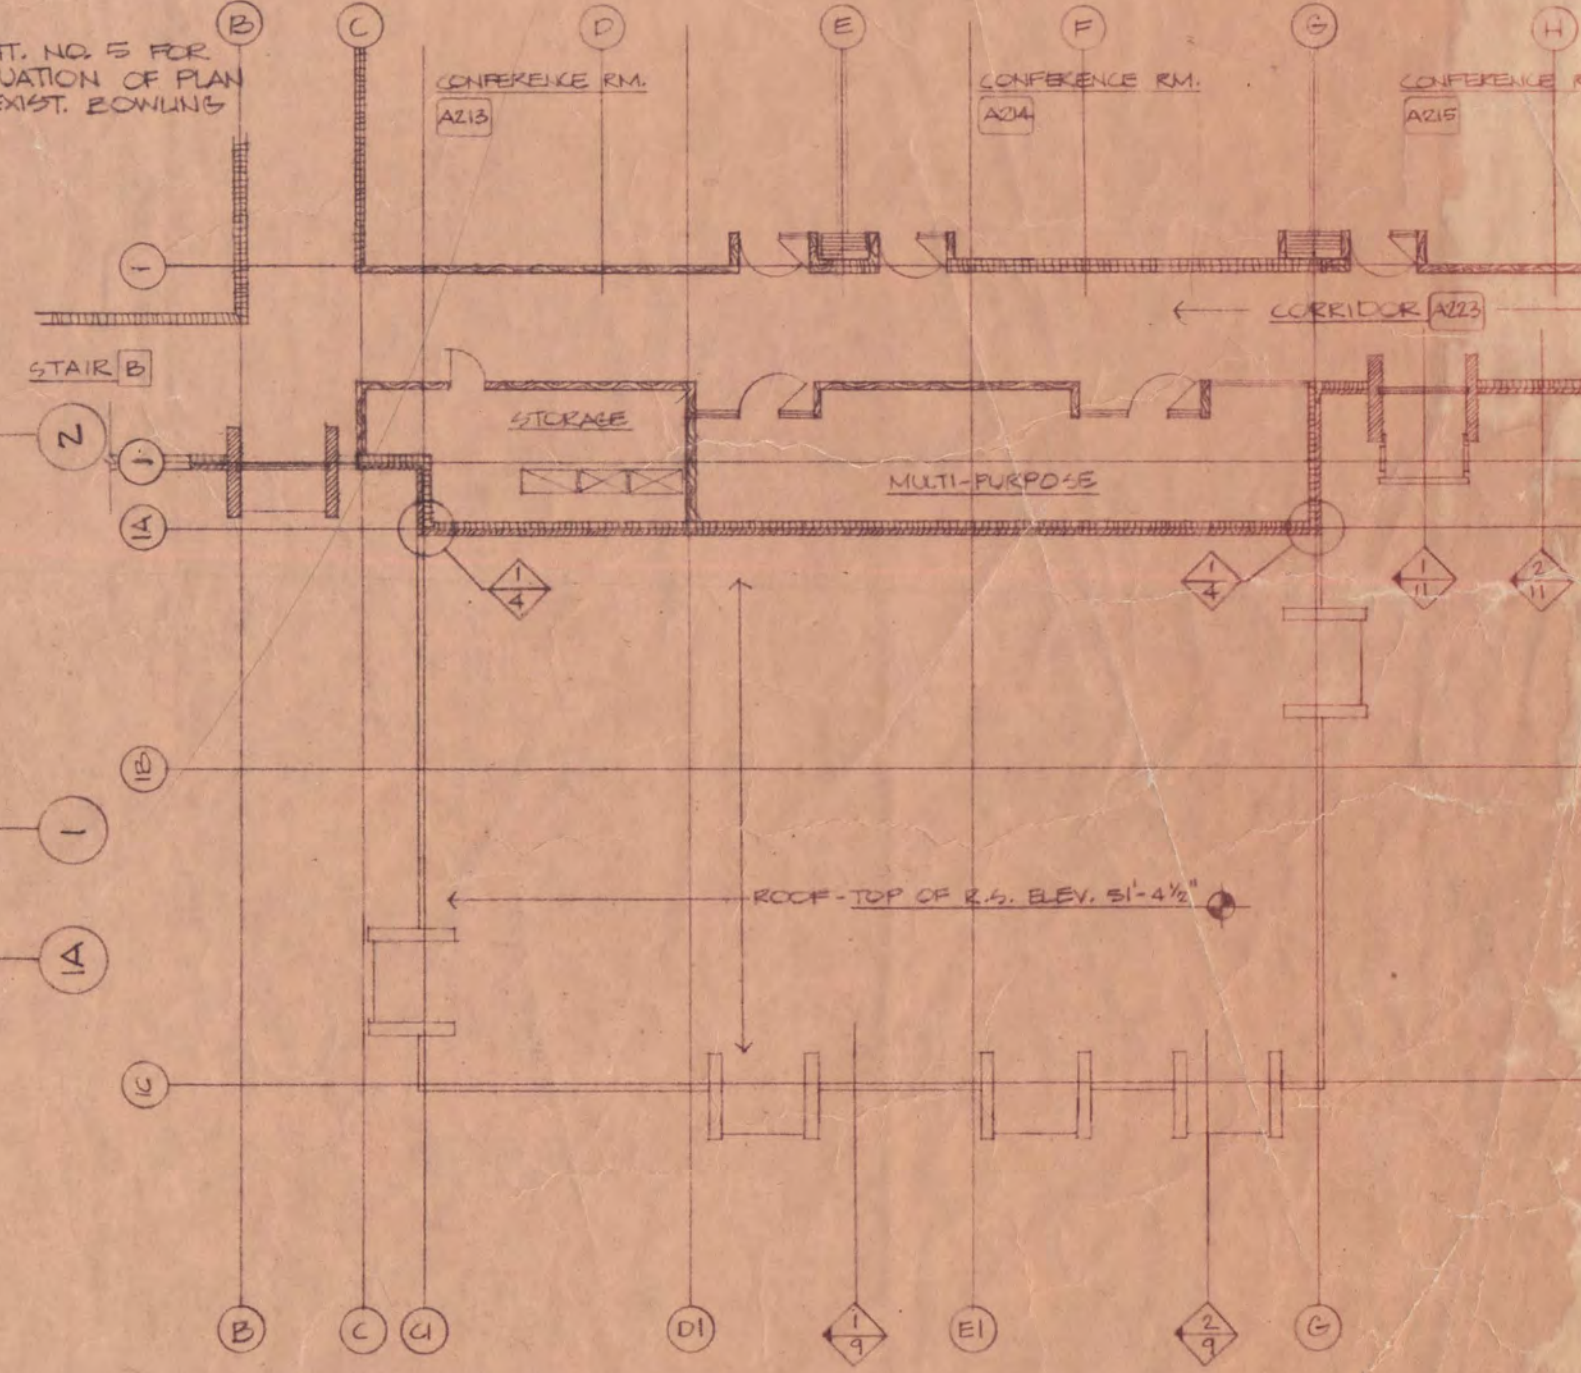 B C D E F G H
T. NO. 5 FOR
UATION OF PLAN
EXIST. BOWLING
CONFERENCE RM.
A213
CONFERENCE RM.
A214
CONFERENCE R
A215
1
CORRIDOR A223
STAIR B
STORAGE
2
J
MULTI-PURPOSE
1A
1
4
1
4
1
11
2
11
1B
1
ROOF-TOP OF R.S. ELEV. 51'-4½"
1A
1C
B C C1 D1 1 9 E1 2 9 G